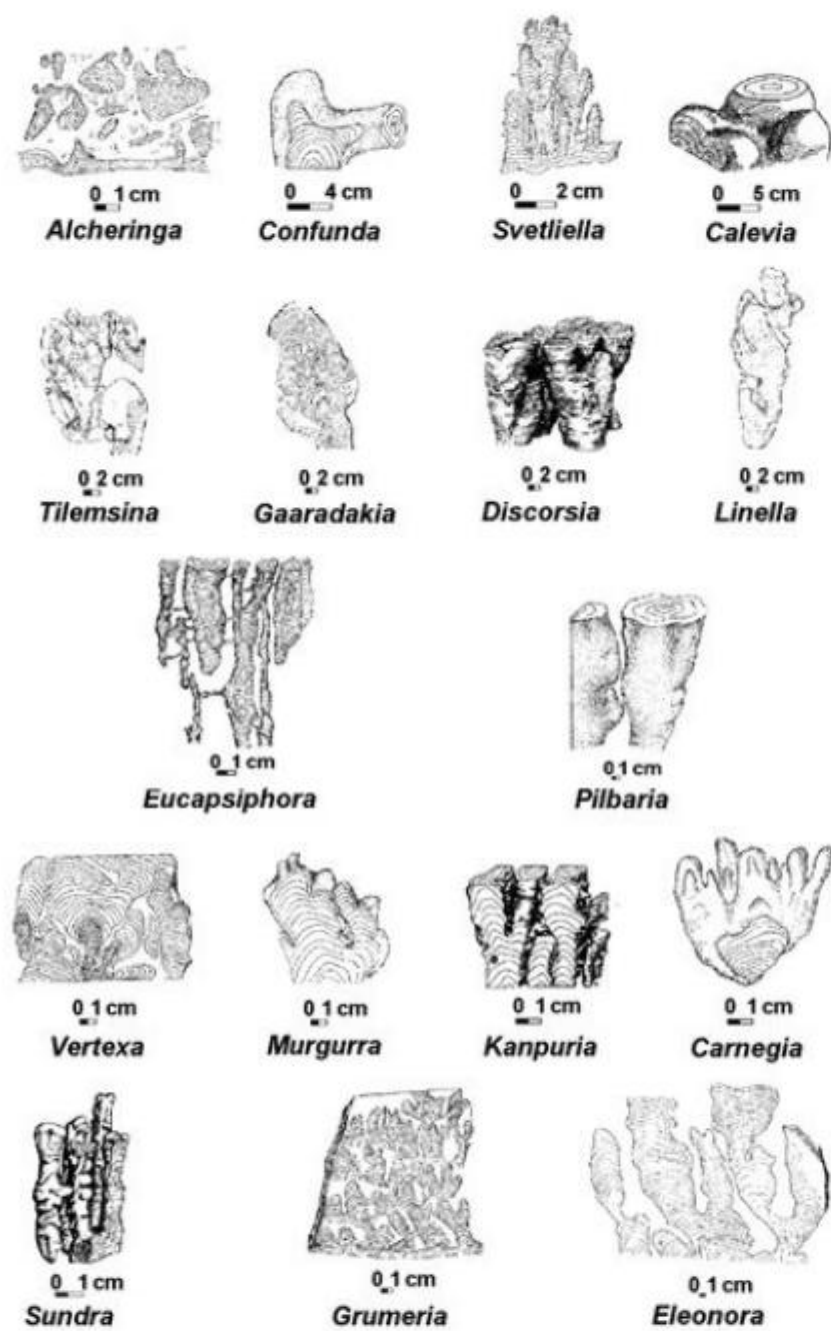 0 1 cm 0 4 cm 0 2 cm 0 5 cm
Alcheringa Confunda Svetliella Calevia
0 2 cm 0 2 cm 0 2 cm 0 2 cm
Tilemsina Gaaradakia Discorsia Linella
0 1 cm 0 1 cm
Eucapsiphora Pilbaria
0 1 cm 0 1 cm 0 1 cm 0 1 cm
Vertexa Murgurra Kanpuria Carnegia
0 1 cm 0 1 cm 0 1 cm
Sundra Grumeria Eleonora